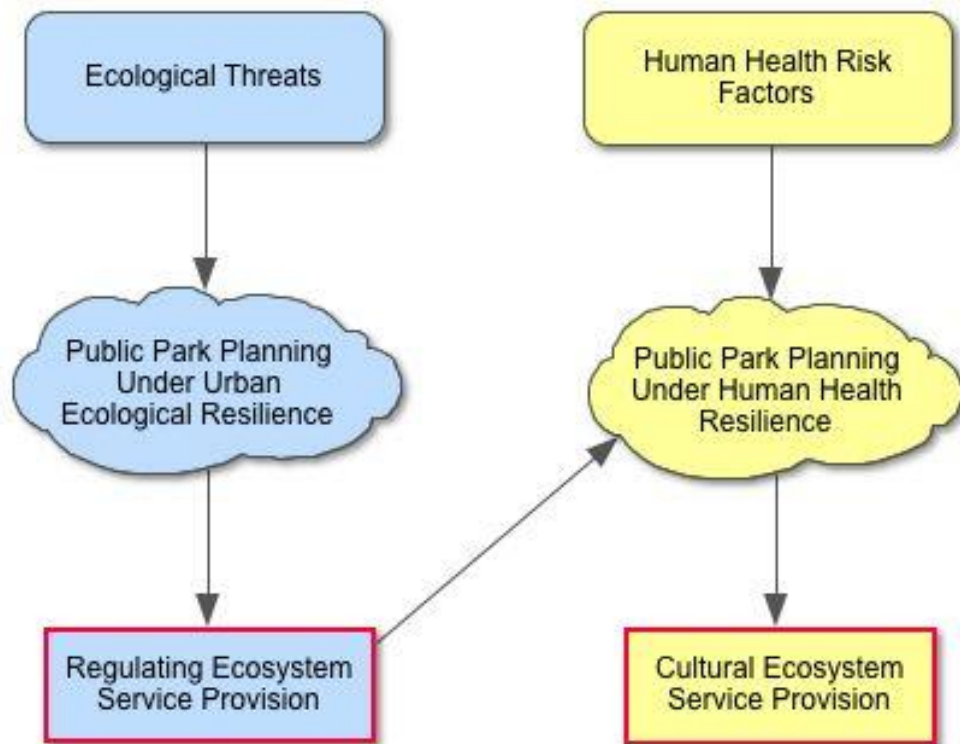 Ecological Threats
Human Health Risk
Factors
Public Park Planning
Under Urban
Ecological Resilience
Public Park Planning
Under Human Health
Resilience
Regulating Ecosystem
Service Provision
Cultural Ecosystem
Service Provision